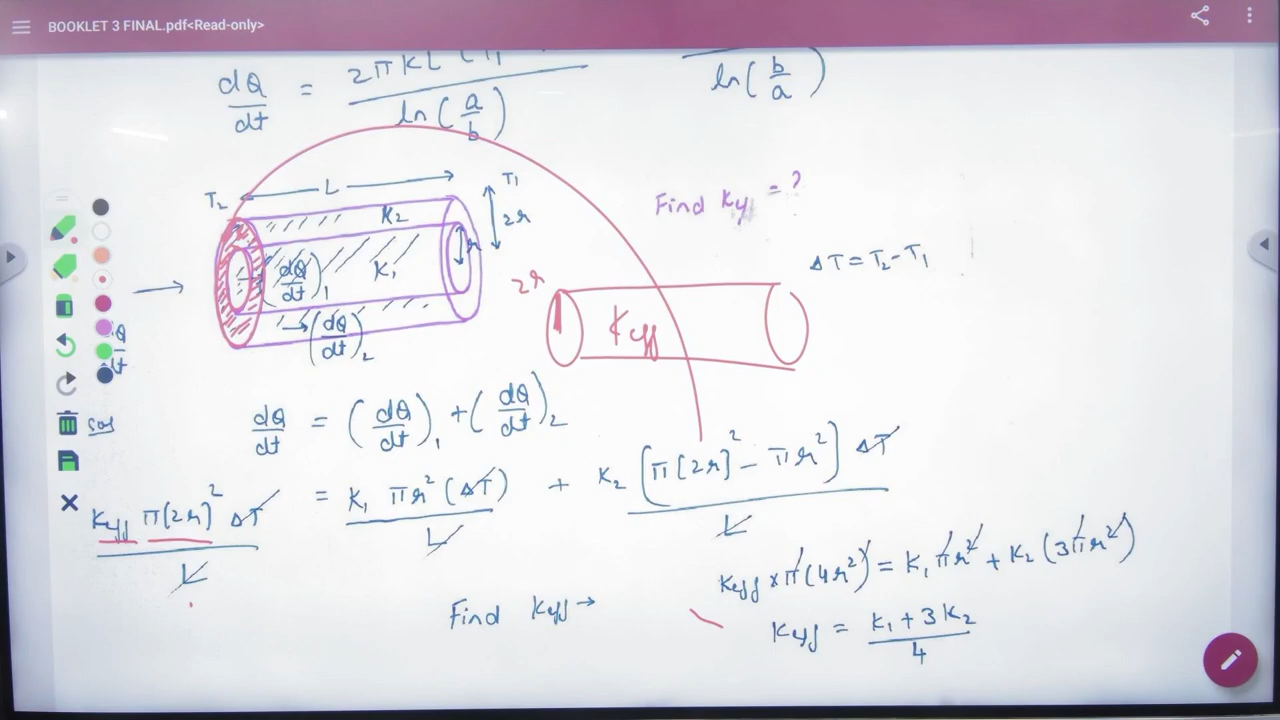 BOOKLET 3 FINAL.pdf<Read-only>
dQ/dt = 2πKL / ln(a/b)
ln(b/a)
T₂ L T₁
K₂
2r
r
K₁
(dQ/dt)₁
(dQ/dt)₂
Find Keff = ?
ΔT = T₂ - T₁
2r
Keff
Sol
dQ/dt = (dQ/dt)₁ + (dQ/dt)₂
Keff π(2r)² ΔT / L = K₁ πr² (ΔT) / L + K₂ [π[2r]² - πr²] ΔT / L
Keff × π(4r²) = K₁ πr² + K₂ (3πr²)
Find Keff →
Keff = K₁ + 3K₂ / 4